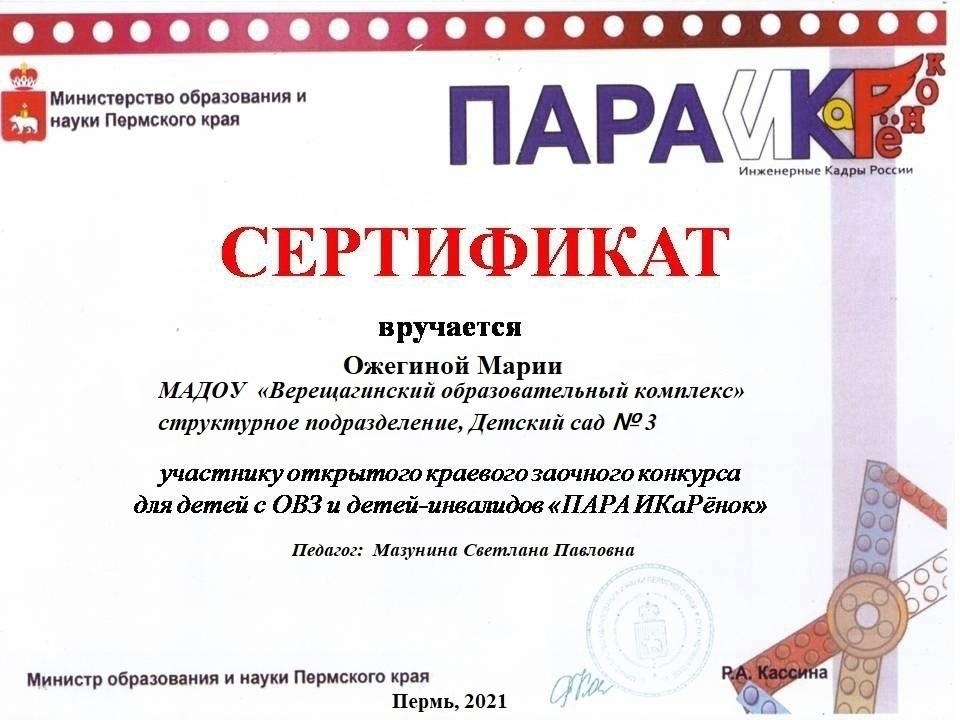 Министерство образования и
науки Пермского края
ПАРАИКаРёнок
Инженерные Кадры России
СЕРТИФИКАТ
вручается
Ожегиной Марии
МАДОУ «Верещагинский образовательный комплекс»
структурное подразделение, Детский сад № 3
участнику открытого краевого заочного конкурса
для детей с ОВЗ и детей-инвалидов «ПАРАИКаРёнок»
Педагог: Мазунина Светлана Павловна
Министр образования и науки Пермского края
Р.А. Кассина
Пермь, 2021